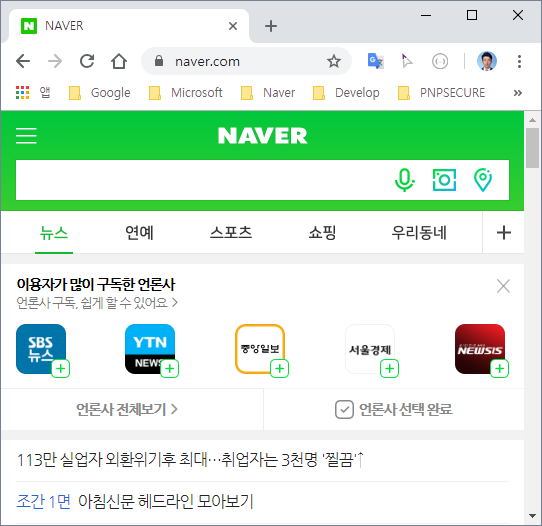 NAVER
naver.com
앱 Google Microsoft Naver Develop PNPSECURE »
NAVER
뉴스 연예 스포츠 쇼핑 우리동네
이용자가 많이 구독한 언론사
언론사 구독, 쉽게 할 수 있어요 >
SBS 뉴스 YTN NEWS 중앙일보 서울경제 NEWSIS
언론사 전체보기 > 언론사 선택 완료
113만 실업자 외환위기후 최대…취업자는 3천명 '찔끔'↑
조간 1면 아침신문 헤드라인 모아보기